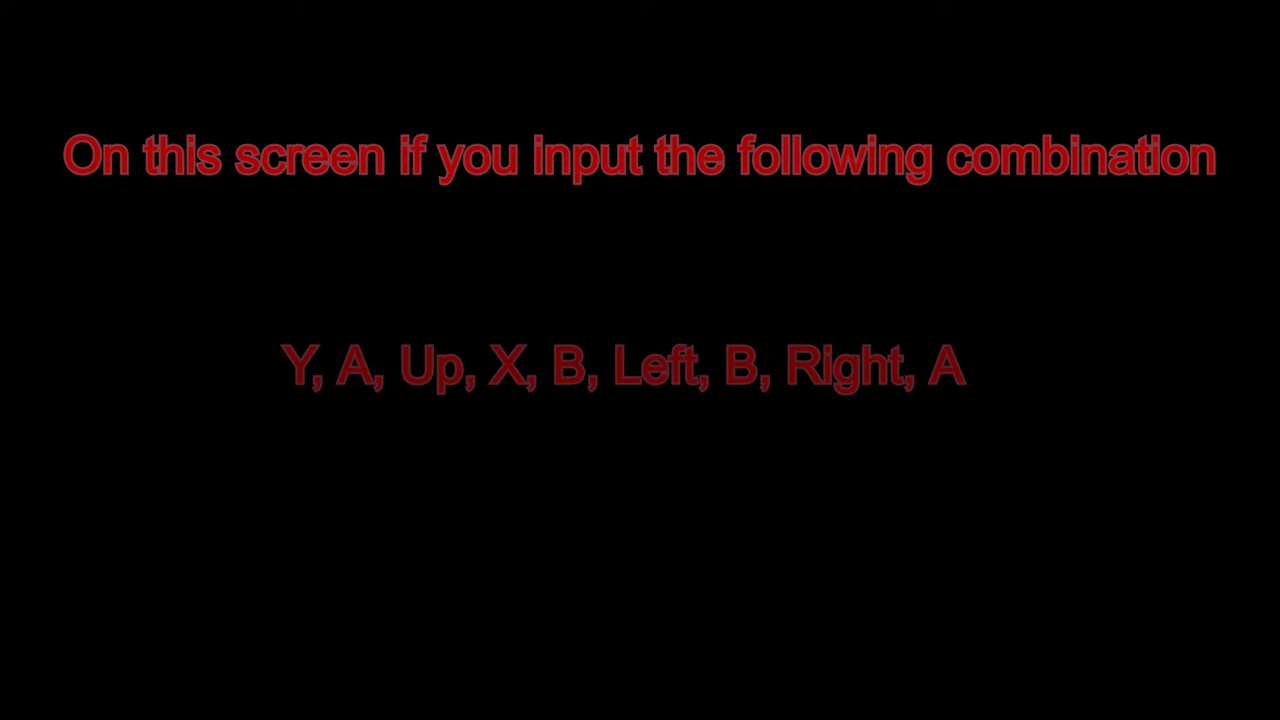 On this screen if you input the following combination
Y, A, Up, X, B, Left, B, Right, A